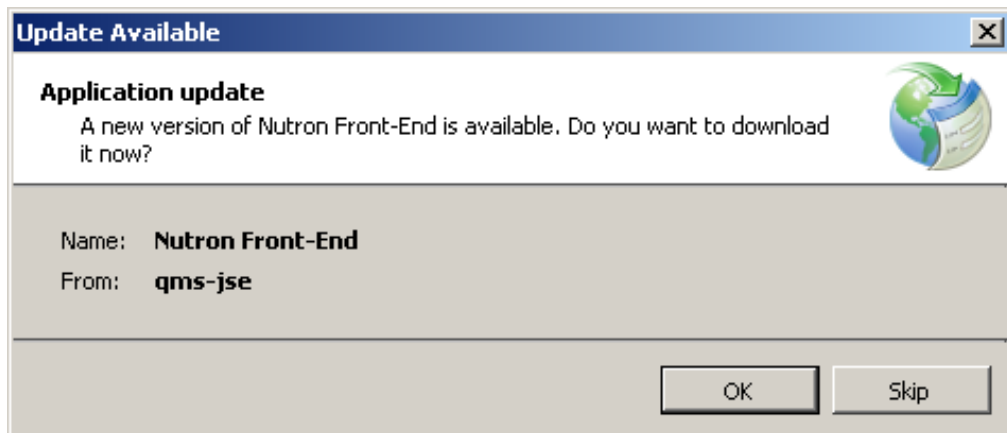 Update Available
Application update
A new version of Nutron Front-End is available. Do you want to download
it now?
Name: Nutron Front-End
From: qms-jse
OK Skip